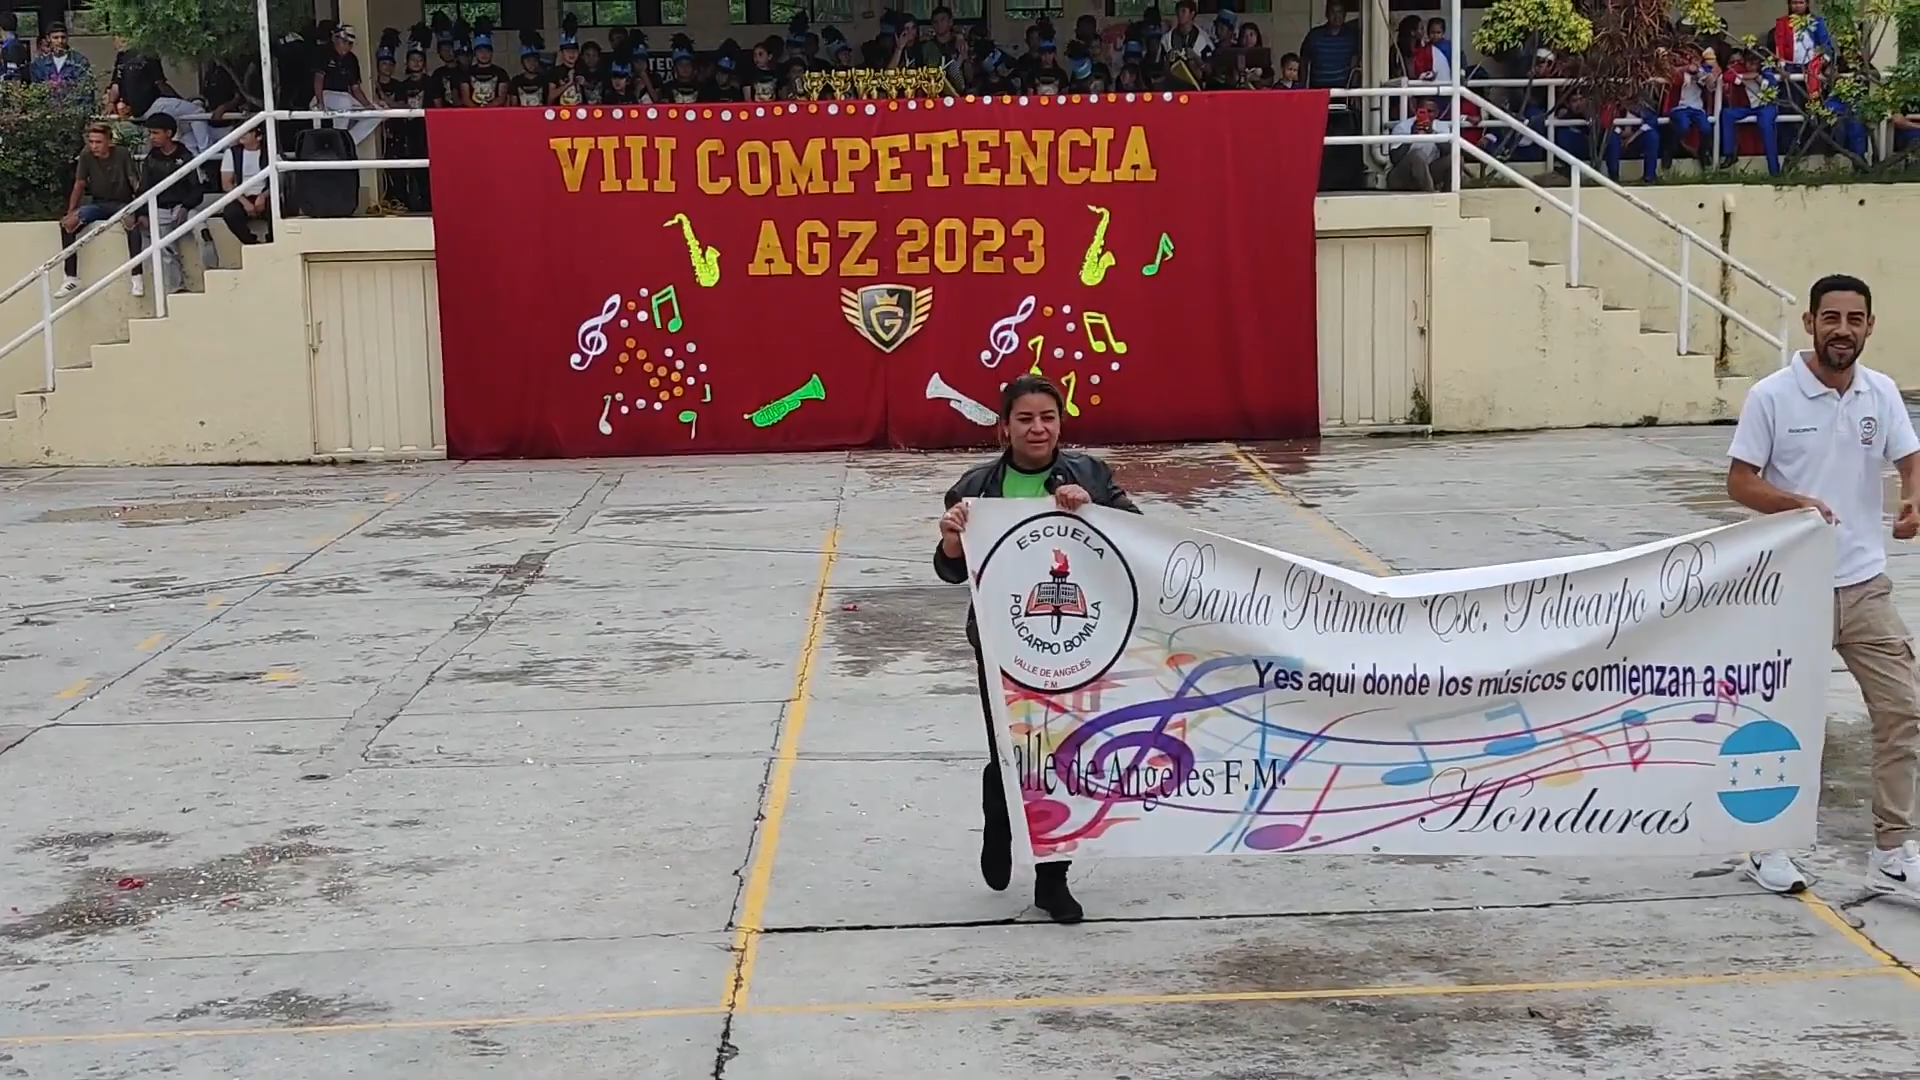 VIII COMPETENCIA
AGZ 2023
G
ESCUELA
POLICARPO BONILLA
VALLE DE ANGELES
F.M.
Banda Ritmica Esc. Policarpo Bonilla
Y es aqui donde los músicos comienzan a surgir
alle de Angeles F.M.
Honduras